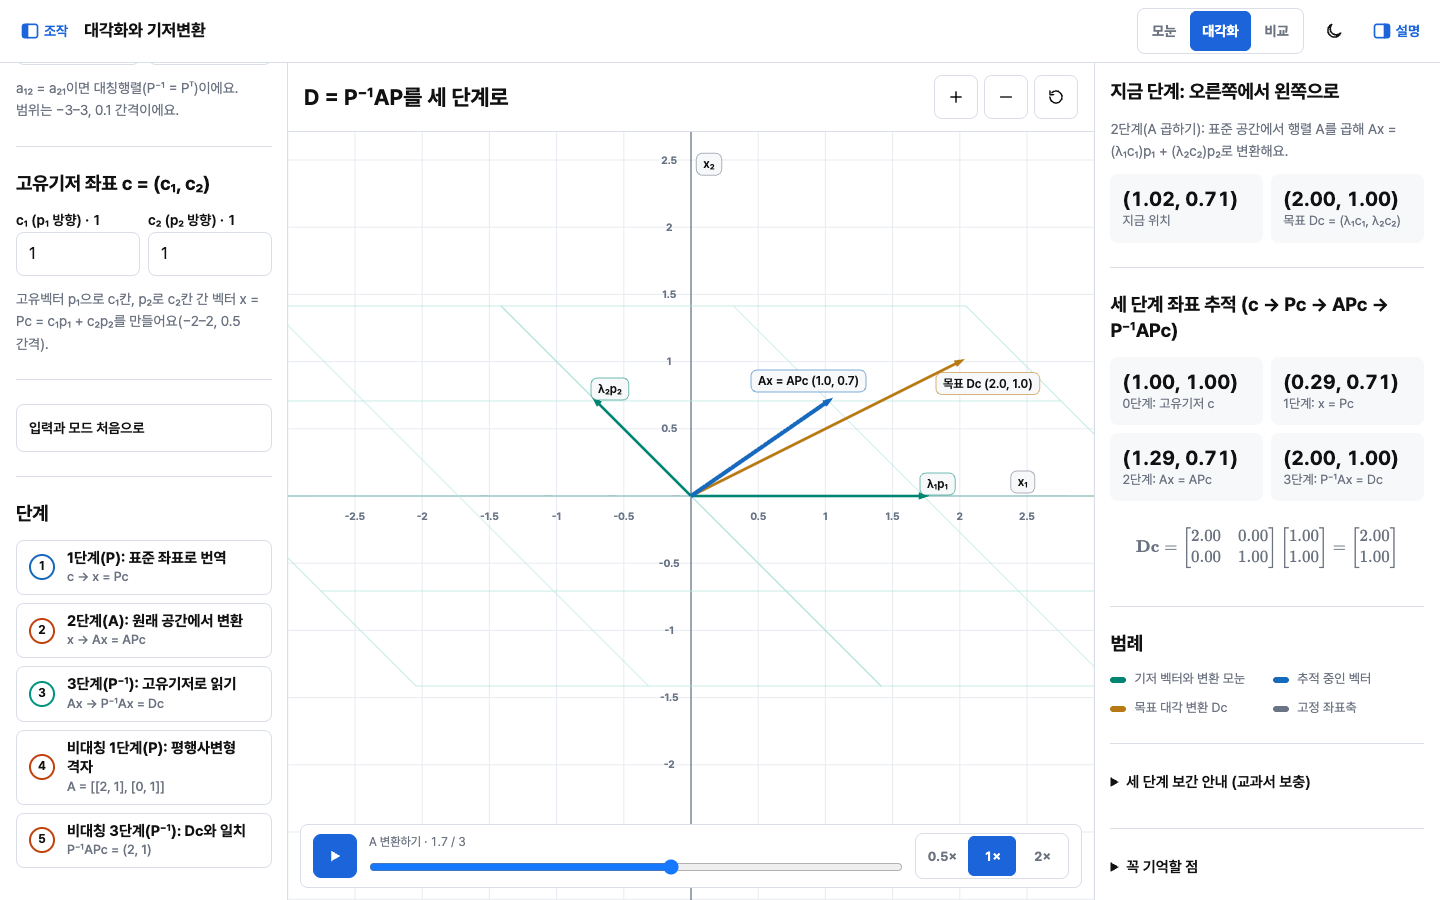 조작
대각화와 기저변환
모눈
대각화
비교
설명
a₁₂ = a₂₁이면 대칭행렬(P⁻¹ = Pᵀ)이에요.
범위는 −3–3, 0.1 간격이에요.
고유기저 좌표 c = (c₁, c₂)
c₁ (p₁ 방향) · 1
c₂ (p₂ 방향) · 1
1
1
고유벡터 p₁으로 c₁칸, p₂로 c₂칸 간 벡터 x =
Pc = c₁p₁ + c₂p₂를 만들어요(−2–2, 0.5
간격).
입력과 모드 처음으로
단계
1
1단계(P): 표준 좌표로 번역
c → x = Pc
2
2단계(A): 원래 공간에서 변환
x → Ax = APc
3
3단계(P⁻¹): 고유기저로 읽기
Ax → P⁻¹Ax = Dc
4
비대칭 1단계(P): 평행사변형
격자
A = [[2, 1], [0, 1]]
5
비대칭 3단계(P⁻¹): Dc와 일치
P⁻¹APc = (2, 1)
D = P⁻¹AP를 세 단계로
x₂
2.5
2
1.5
1
0.5
-0.5
-1
-1.5
-2
-2.5
-2
-1.5
-1
-0.5
0.5
1
1.5
2
2.5
λ₂p₂
Ax = APc (1.0, 0.7)
목표 Dc (2.0, 1.0)
λ₁p₁
x₁
A 변환하기 · 1.7 / 3
0.5×
1×
2×
지금 단계: 오른쪽에서 왼쪽으로
2단계(A 곱하기): 표준 공간에서 행렬 A를 곱해 Ax =
(λ₁c₁)p₁ + (λ₂c₂)p₂로 변환해요.
(1.02, 0.71)
지금 위치
(2.00, 1.00)
목표 Dc = (λ₁c₁, λ₂c₂)
세 단계 좌표 추적 (c → Pc → APc →
P⁻¹APc)
(1.00, 1.00)
0단계: 고유기저 c
(0.29, 0.71)
1단계: x = Pc
(1.29, 0.71)
2단계: Ax = APc
(2.00, 1.00)
3단계: P⁻¹Ax = Dc
Dc = [2.00 0.00] [1.00] = [2.00]
[0.00 1.00] [1.00] [1.00]
범례
기저 벡터와 변환 모눈
추적 중인 벡터
목표 대각 변환 Dc
고정 좌표축
세 단계 보간 안내 (교과서 보충)
꼭 기억할 점